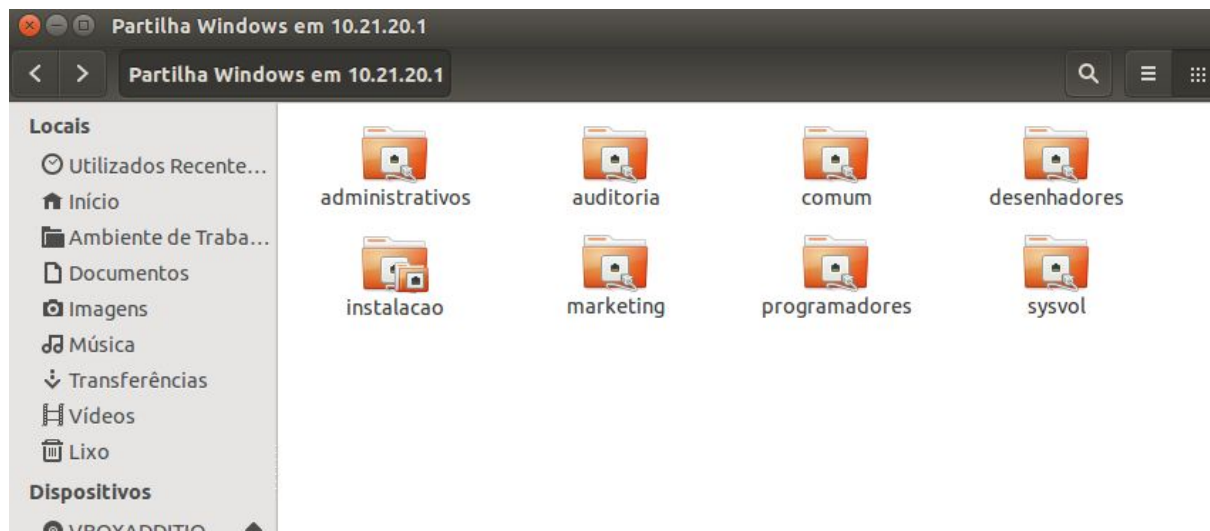 Partilha Windows em 10.21.20.1
Partilha Windows em 10.21.20.1
Locais
Utilizados Recente...
Início
Ambiente de Traba...
Documentos
Imagens
Música
Transferências
Vídeos
Lixo
Dispositivos
VBOXADDITIO...
administrativos
auditoria
comum
desenhadores
instalacao
marketing
programadores
sysvol